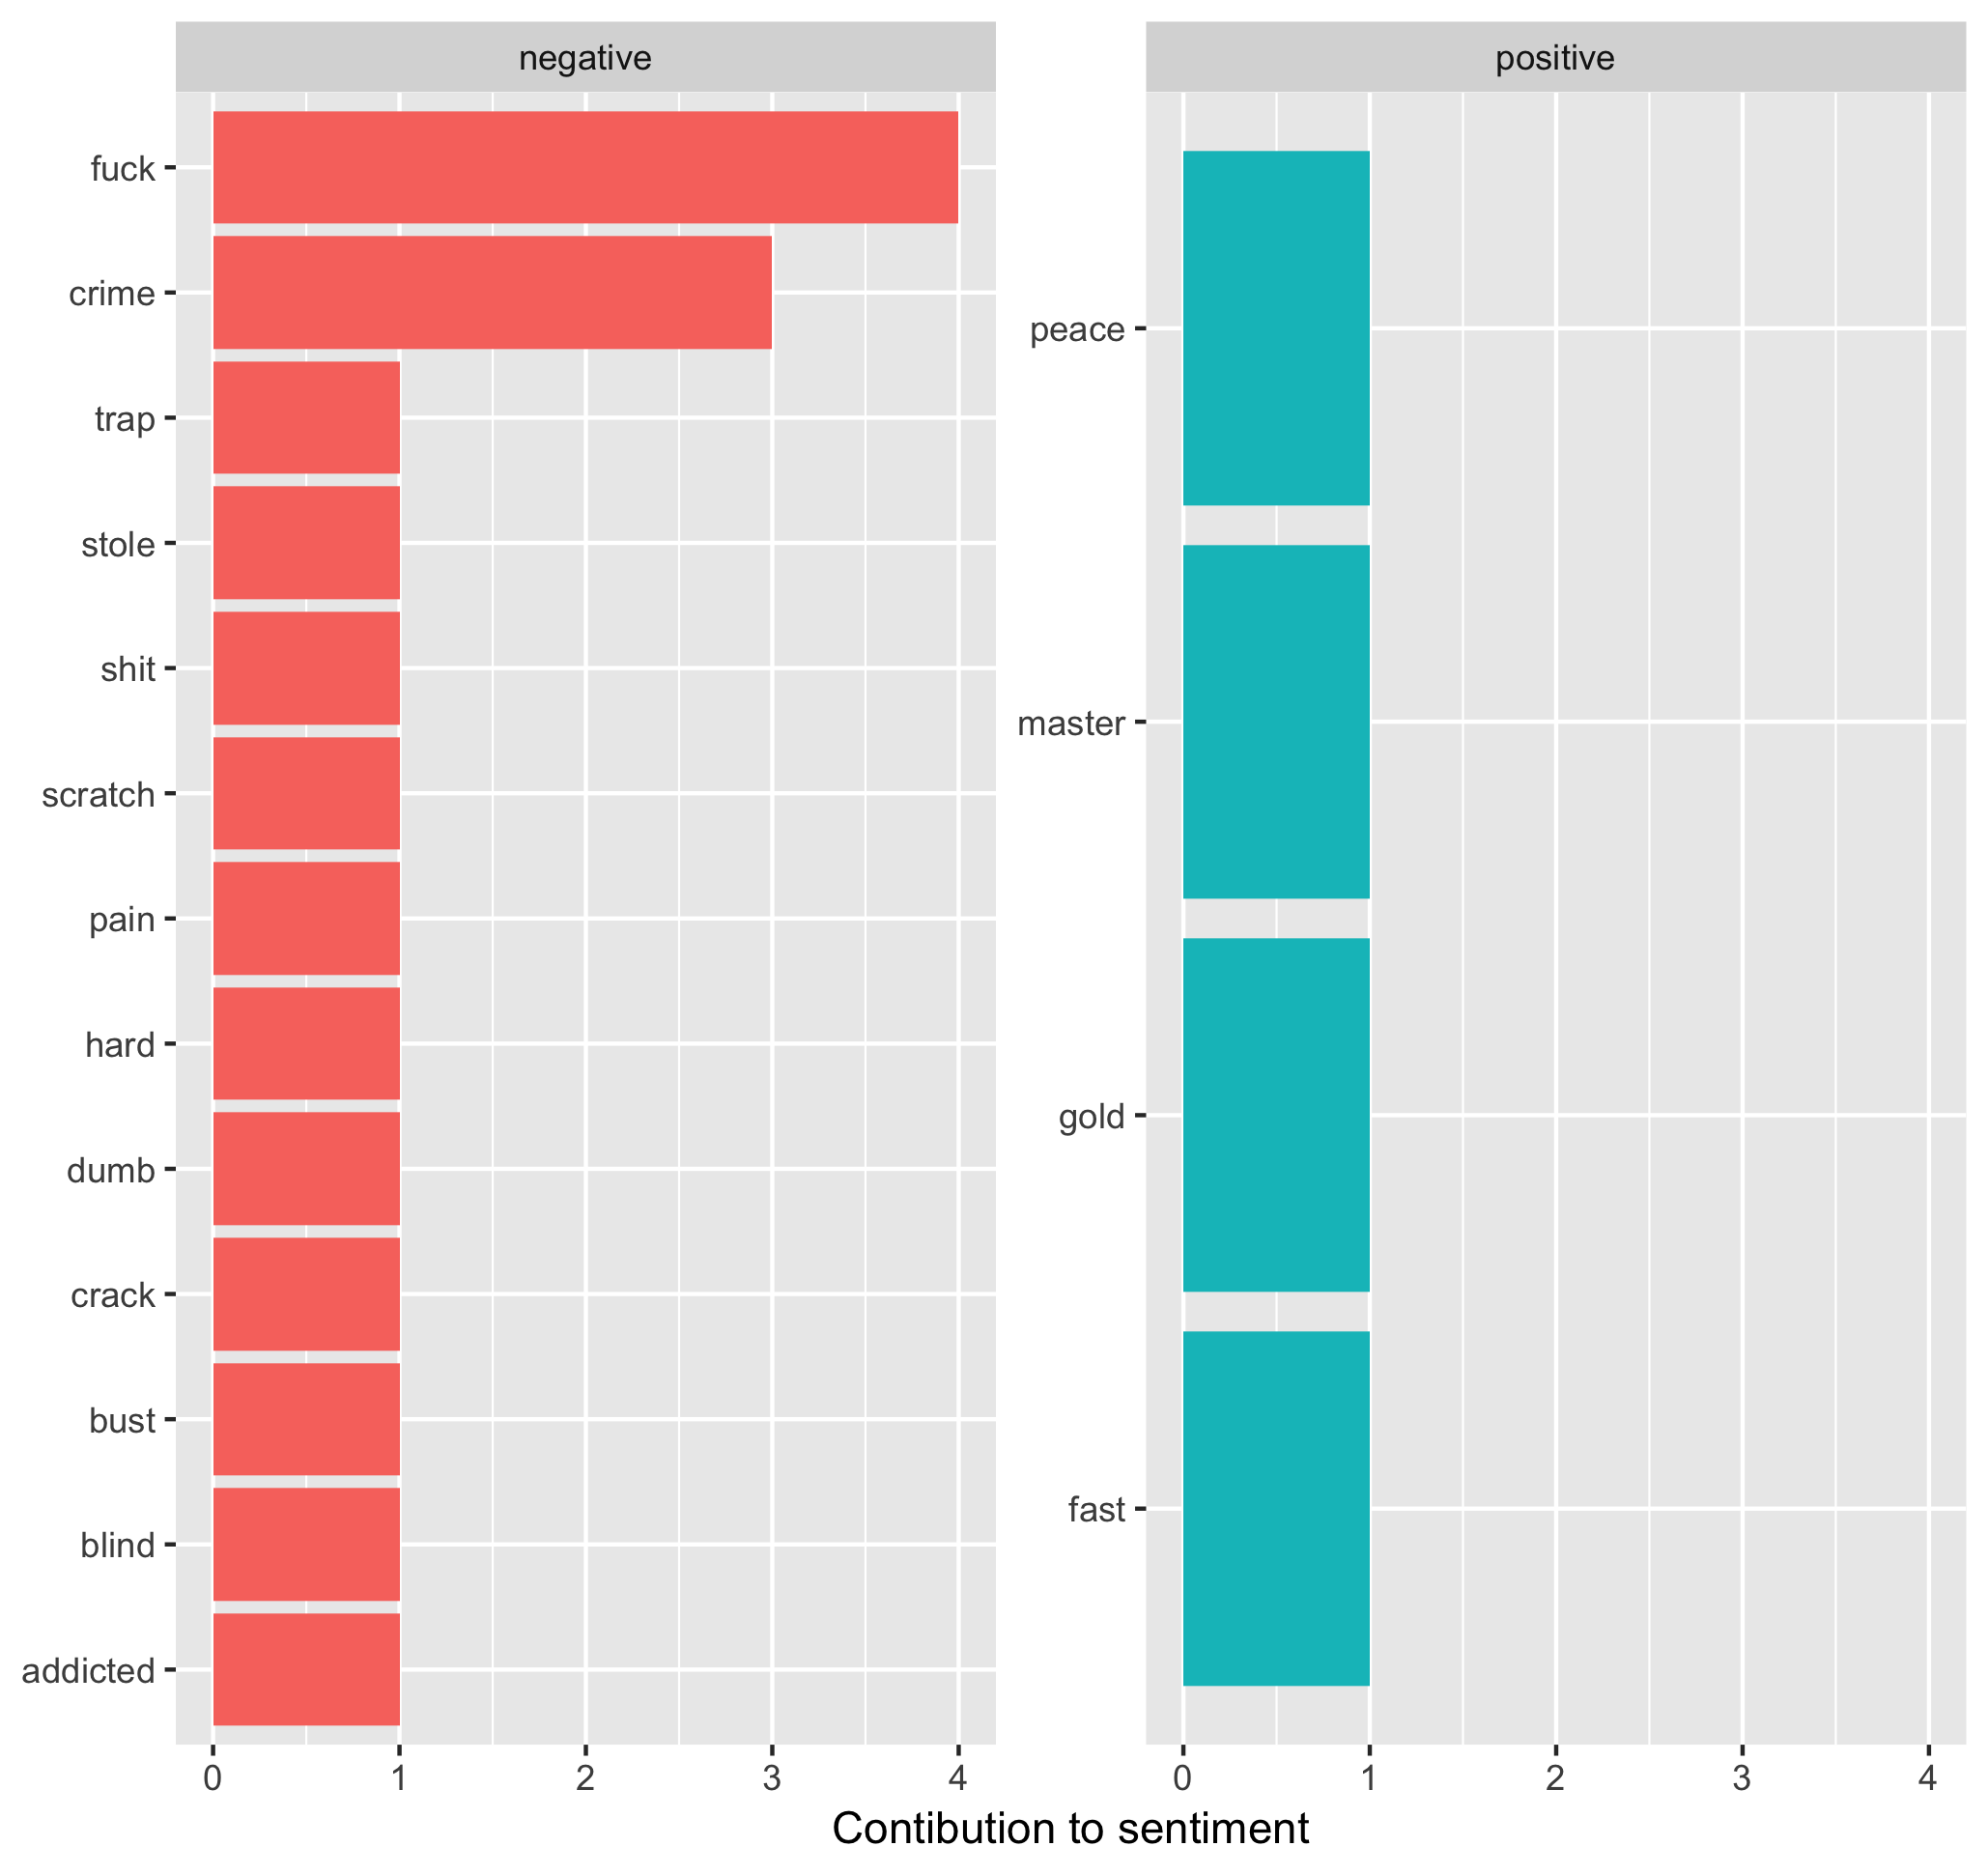 negative
fuck
crime
trap
stole
shit
scratch
pain
hard
dumb
crack
bust
blind
addicted
0 1 2 3 4
positive
peace
master
gold
fast
0 1 2 3 4
Contibution to sentiment